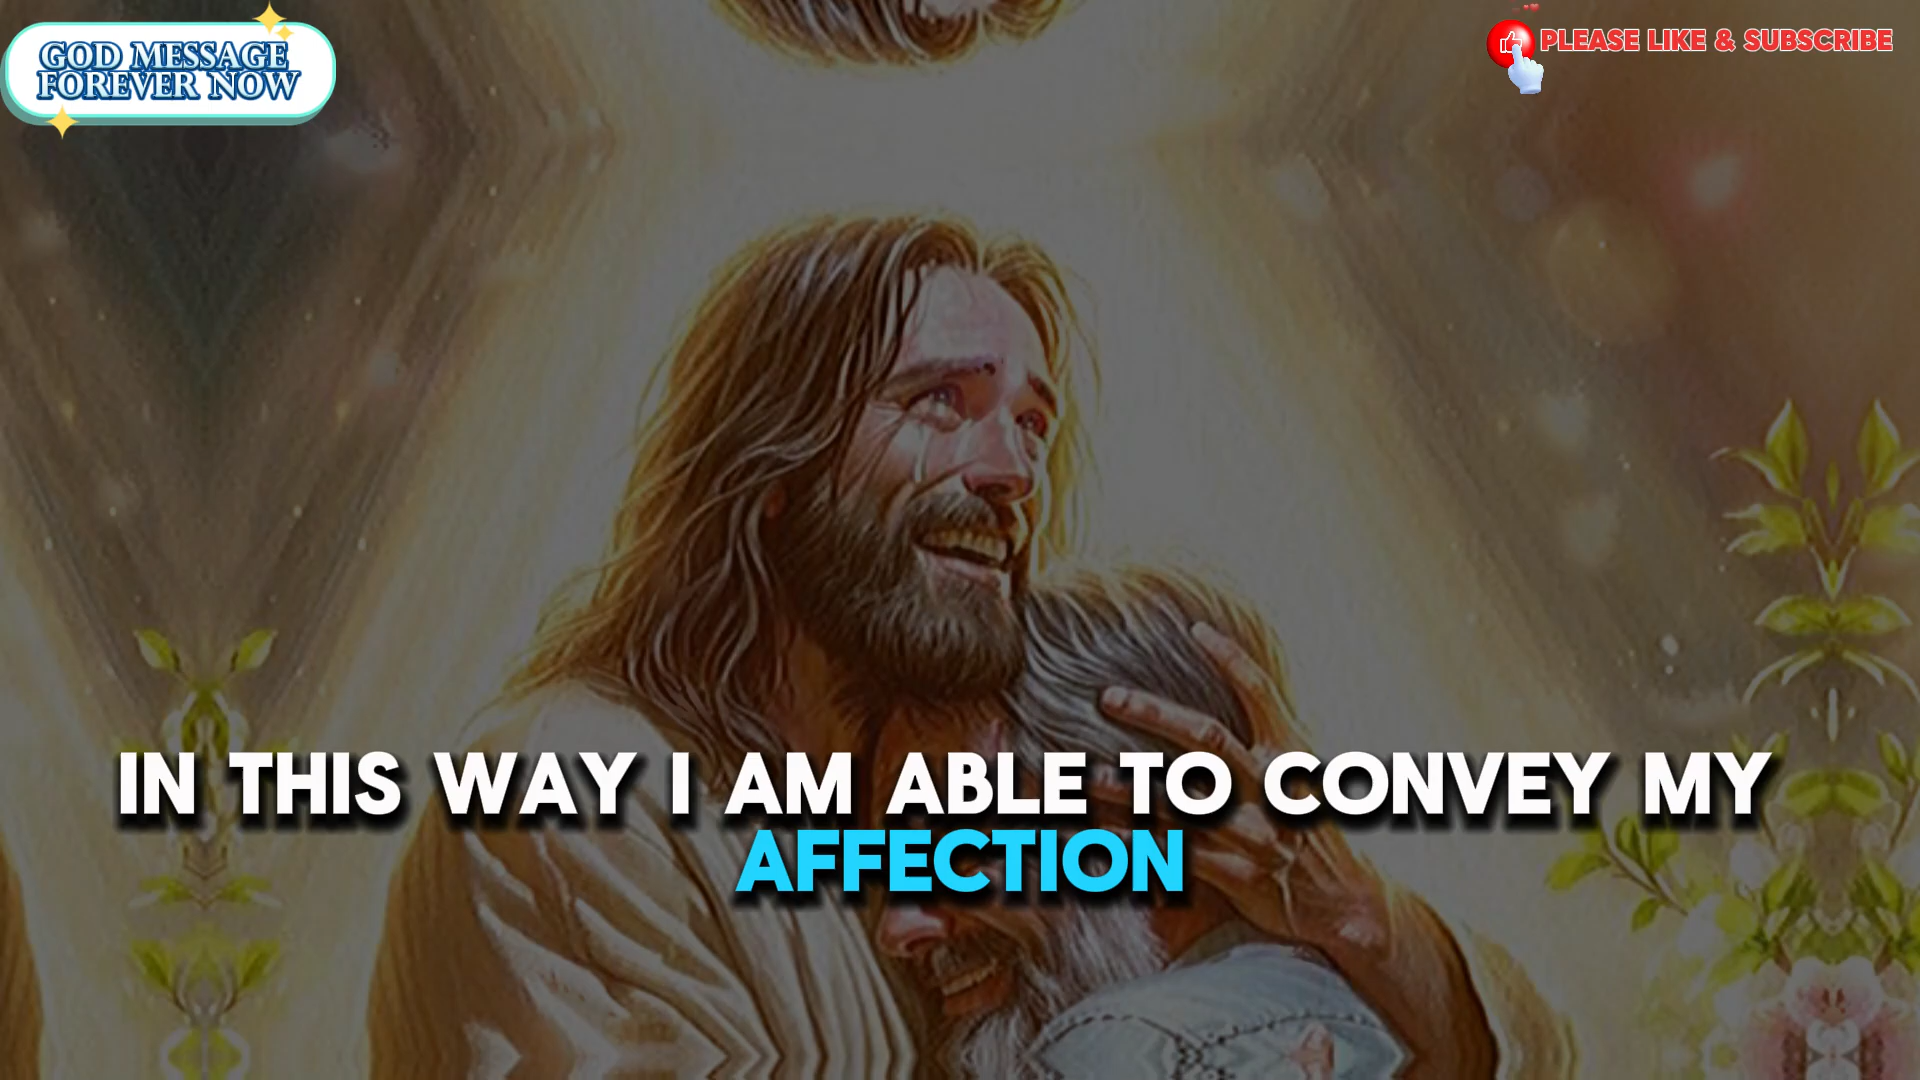 GOD MESSAGE
FOREVER NOW
PLEASE LIKE & SUBSCRIBE
IN THIS WAY I AM ABLE TO CONVEY MY
AFFECTION